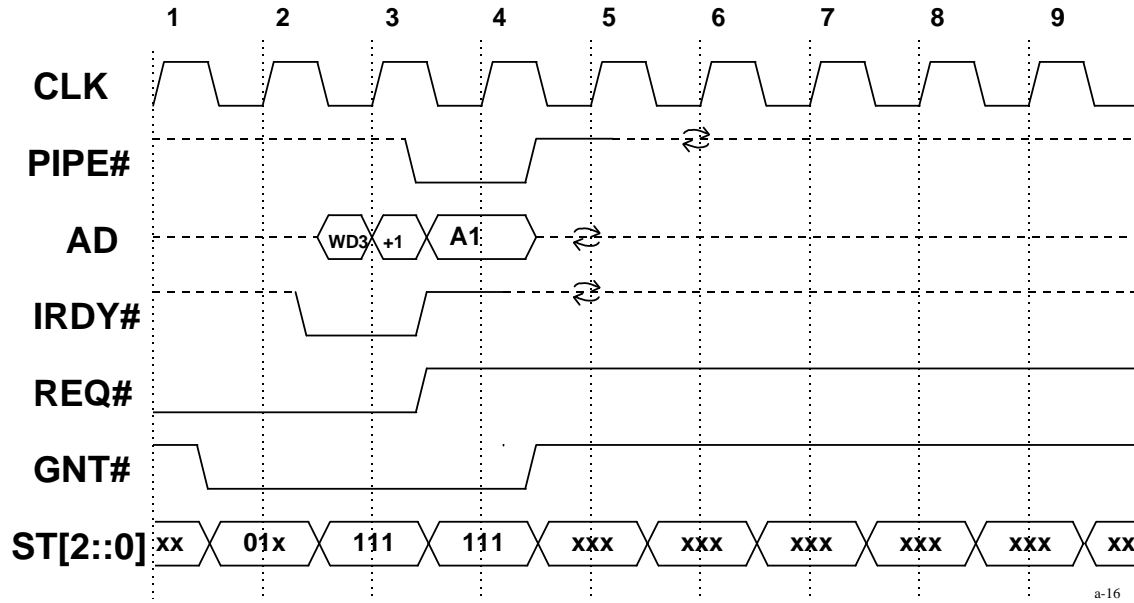 1 2 3 4 5 6 7 8 9
CLK
PIPE#
AD WD3 +1 A1
IRDY#
REQ#
GNT#
ST[2::0] xx 01x 111 111 xxx xxx xxx xxx xxx xx
a-16